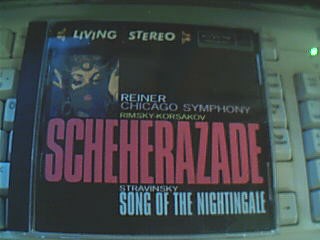 LIVING STEREO
REINER
CHICAGO SYMPHONY
RIMSKY-KORSAKOV
SCHEHERAZADE
STRAVINSKY
SONG OF THE NIGHTINGALE